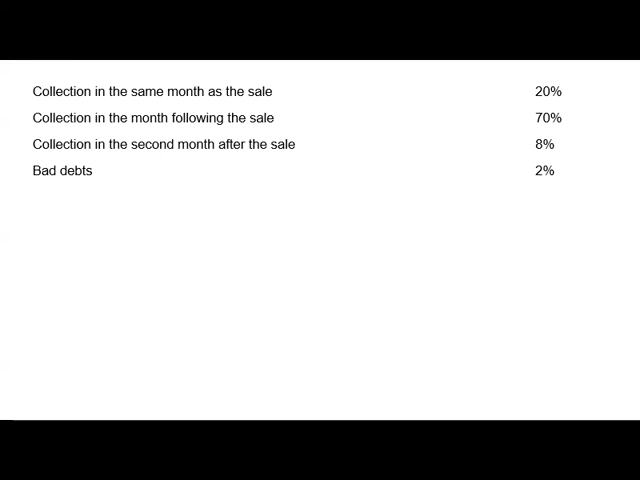 Collection in the same month as the sale 20%
Collection in the month following the sale 70%
Collection in the second month after the sale 8%
Bad debts 2%